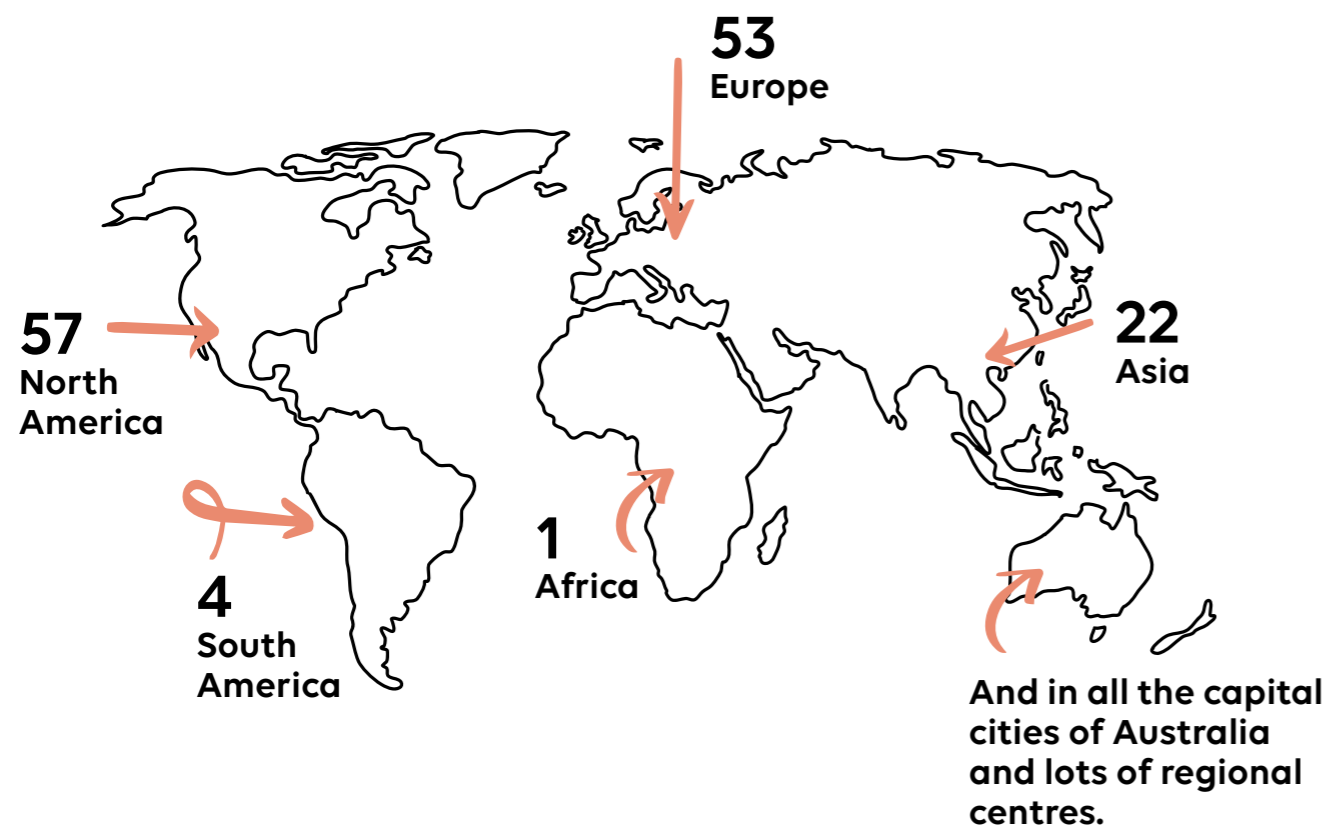 53
Europe
57
North
America
22
Asia
4
South
America
1
Africa
And in all the capital
cities of Australia
and lots of regional
centres.